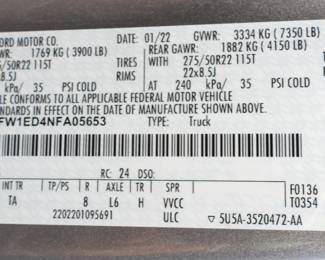 ORD MOTOR CO. DATE: 01/22 GVWR: 3334 KG ( 7350 LB)
GAWR: 1769 KG ( 3900 LB) REAR GAWR: 1882 KG ( 4150 LB)
WITH WITH
/50R22 115T TIRES 275/50R22 115T
8.5J RIMS 22x8.5J
kPa/ 35 PSI COLD AT 240 kPa/ 35 PSI COLD
CONFORMS TO ALL APPLICABLE FEDERAL MOTOR VEHICLE
STANDARDS IN EFFECT ON THE DATE OF MANUFACTURE SHOWN ABOVE.
FW1ED4NFA05653 TYPE: Truck
RC: 24 DSO: F0136
INT TR TP/PS R AXLE TR SPR T0354
TA 8 L6 H VVCC
2202201095691 ULC 5U5A-3520472-AA